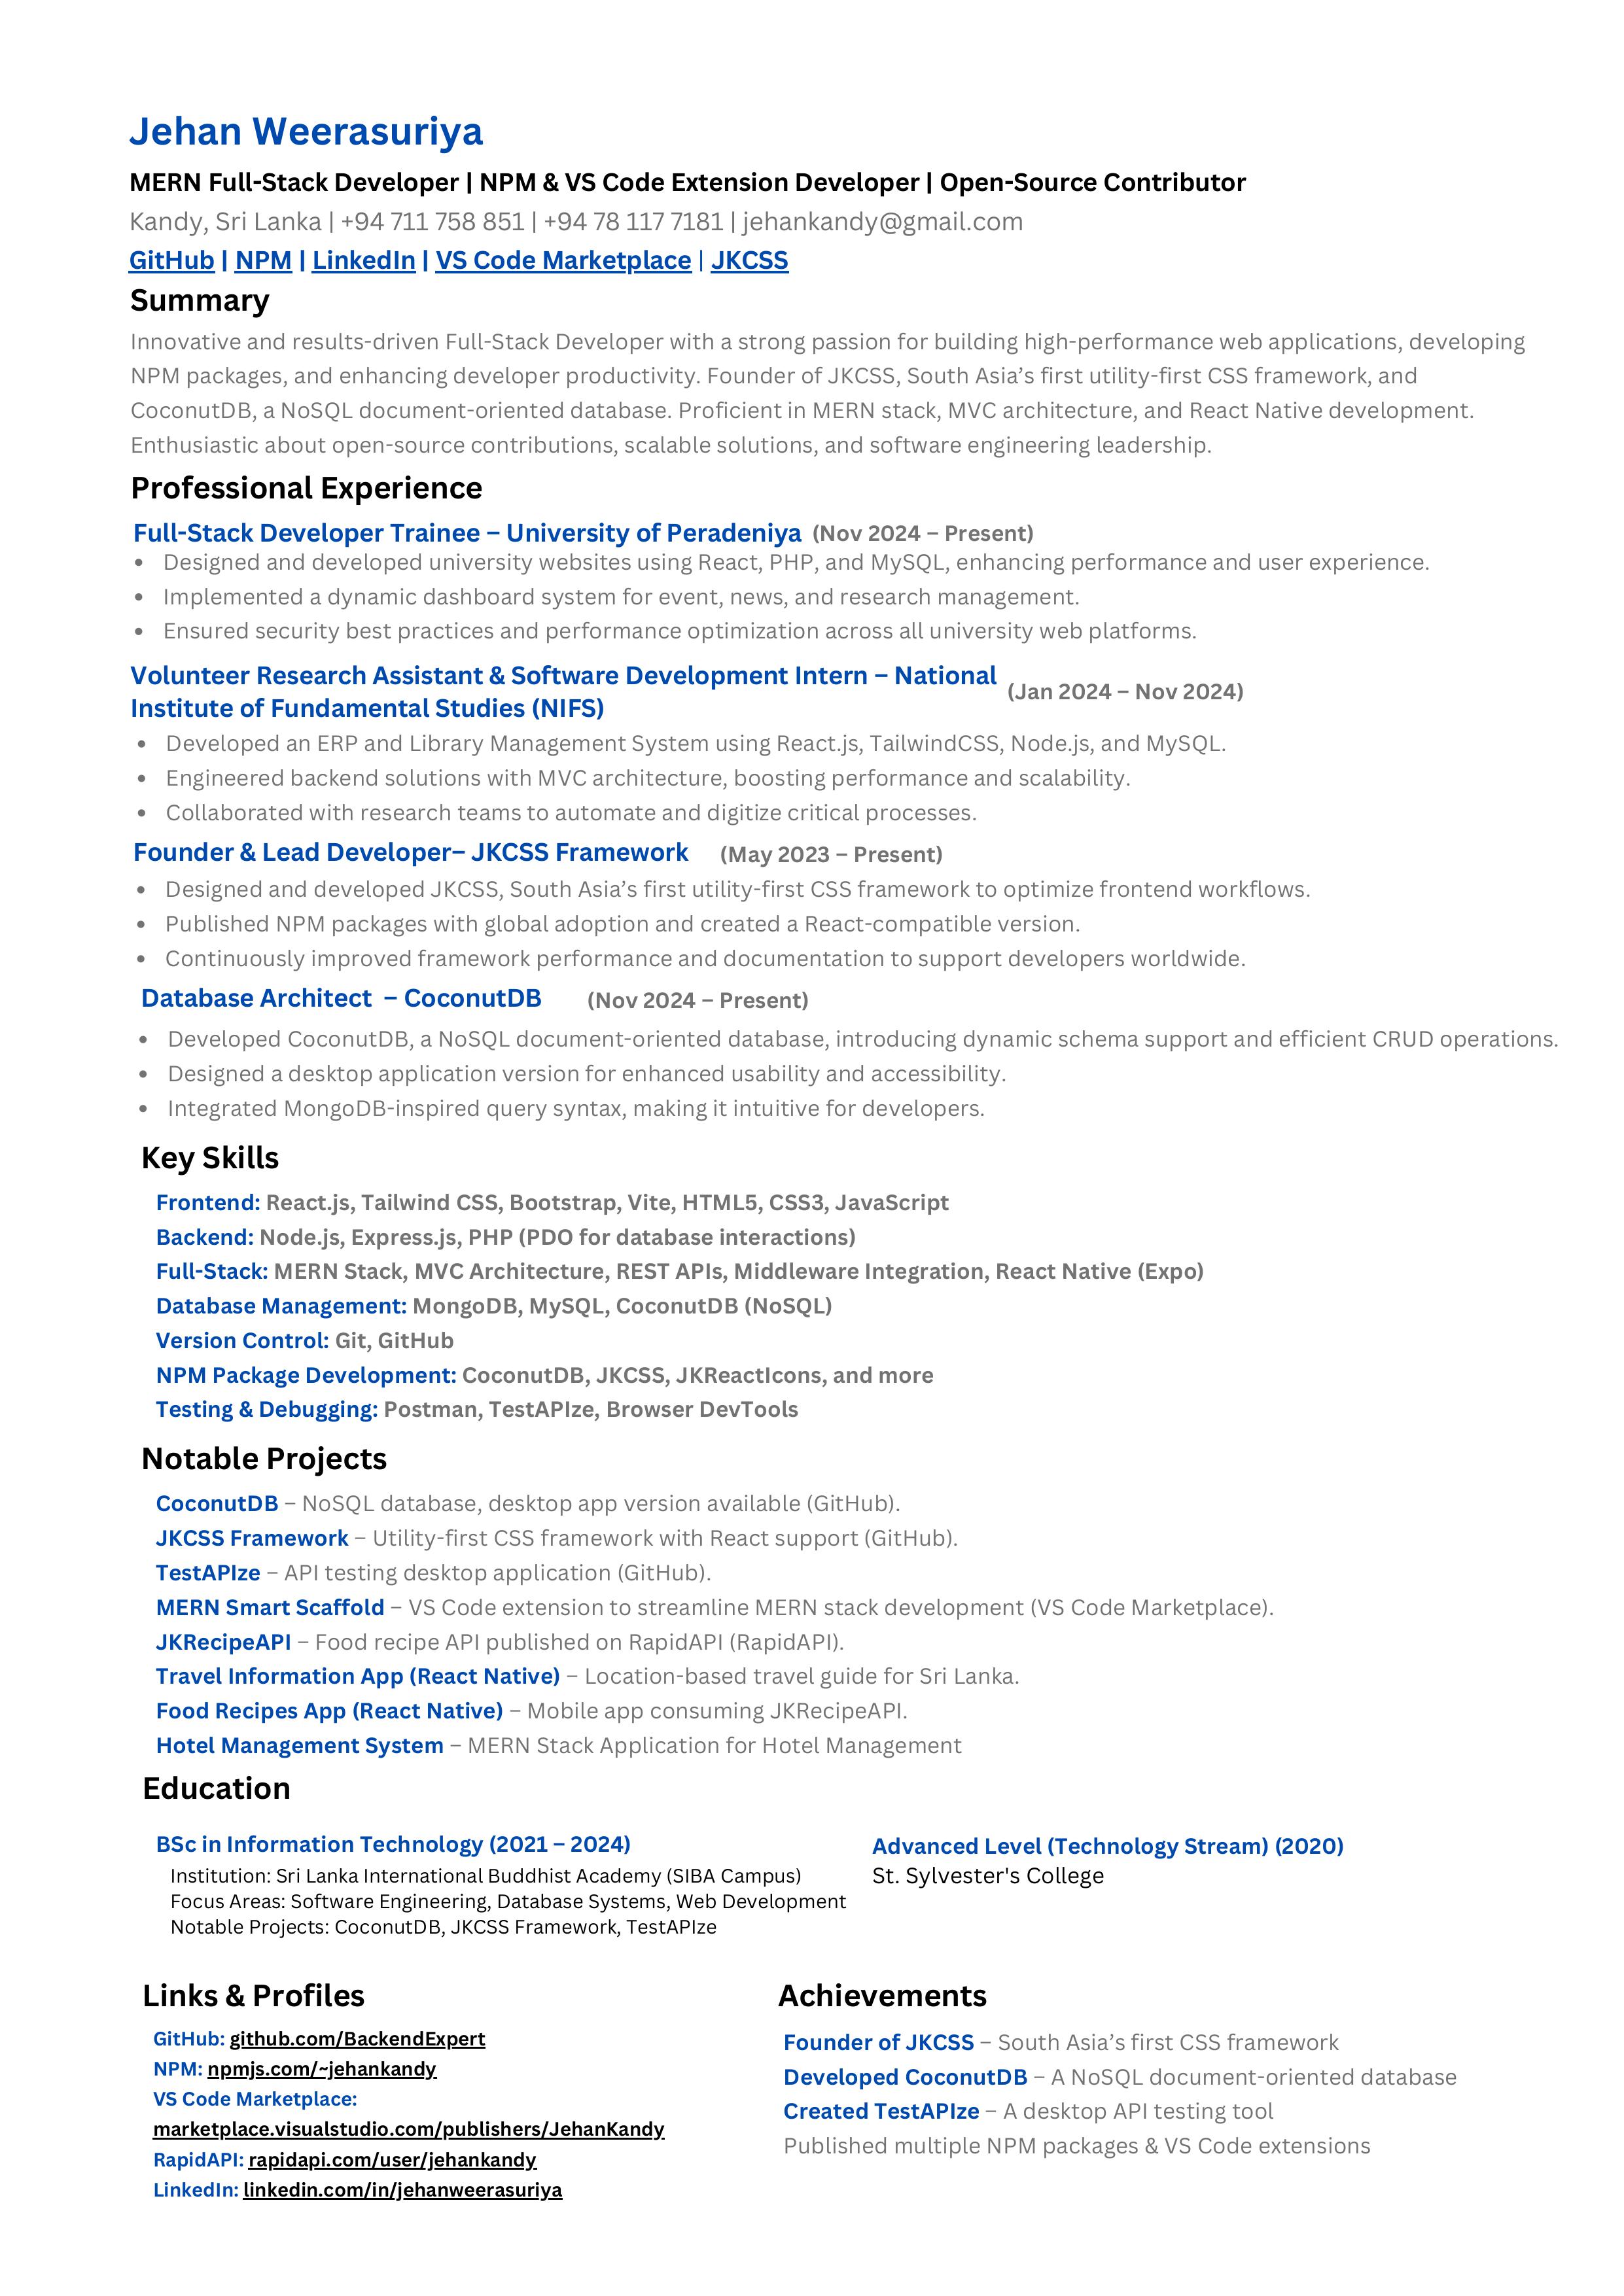 Jehan Weerasuriya
MERN Full-Stack Developer | NPM & VS Code Extension Developer | Open-Source Contributor
Kandy, Sri Lanka | +94 711 758 851 | +94 78 117 7181 | jehankandy@gmail.com
GitHub | NPM | LinkedIn | VS Code Marketplace | JKCSS
Summary
Innovative and results-driven Full-Stack Developer with a strong passion for building high-performance web applications, developing
NPM packages, and enhancing developer productivity. Founder of JKCSS, South Asia’s first utility-first CSS framework, and
CoconutDB, a NoSQL document-oriented database. Proficient in MERN stack, MVC architecture, and React Native development.
Enthusiastic about open-source contributions, scalable solutions, and software engineering leadership.
Professional Experience
Full-Stack Developer Trainee – University of Peradeniya (Nov 2024 – Present)
• Designed and developed university websites using React, PHP, and MySQL, enhancing performance and user experience.
• Implemented a dynamic dashboard system for event, news, and research management.
• Ensured security best practices and performance optimization across all university web platforms.
Volunteer Research Assistant & Software Development Intern – National
Institute of Fundamental Studies (NIFS)
(Jan 2024 – Nov 2024)
• Developed an ERP and Library Management System using React.js, TailwindCSS, Node.js, and MySQL.
• Engineered backend solutions with MVC architecture, boosting performance and scalability.
• Collaborated with research teams to automate and digitize critical processes.
Founder & Lead Developer– JKCSS Framework (May 2023 – Present)
• Designed and developed JKCSS, South Asia’s first utility-first CSS framework to optimize frontend workflows.
• Published NPM packages with global adoption and created a React-compatible version.
• Continuously improved framework performance and documentation to support developers worldwide.
Database Architect – CoconutDB (Nov 2024 – Present)
• Developed CoconutDB, a NoSQL document-oriented database, introducing dynamic schema support and efficient CRUD operations.
• Designed a desktop application version for enhanced usability and accessibility.
• Integrated MongoDB-inspired query syntax, making it intuitive for developers.
Key Skills
Frontend: React.js, Tailwind CSS, Bootstrap, Vite, HTML5, CSS3, JavaScript
Backend: Node.js, Express.js, PHP (PDO for database interactions)
Full-Stack: MERN Stack, MVC Architecture, REST APIs, Middleware Integration, React Native (Expo)
Database Management: MongoDB, MySQL, CoconutDB (NoSQL)
Version Control: Git, GitHub
NPM Package Development: CoconutDB, JKCSS, JKReactIcons, and more
Testing & Debugging: Postman, TestAPIze, Browser DevTools
Notable Projects
CoconutDB – NoSQL database, desktop app version available (GitHub).
JKCSS Framework – Utility-first CSS framework with React support (GitHub).
TestAPIze – API testing desktop application (GitHub).
MERN Smart Scaffold – VS Code extension to streamline MERN stack development (VS Code Marketplace).
JKRecipeAPI – Food recipe API published on RapidAPI (RapidAPI).
Travel Information App (React Native) – Location-based travel guide for Sri Lanka.
Food Recipes App (React Native) – Mobile app consuming JKRecipeAPI.
Hotel Management System – MERN Stack Application for Hotel Management
Education
BSc in Information Technology (2021 – 2024)
Institution: Sri Lanka International Buddhist Academy (SIBA Campus)
Focus Areas: Software Engineering, Database Systems, Web Development
Notable Projects: CoconutDB, JKCSS Framework, TestAPIze
Advanced Level (Technology Stream) (2020)
St. Sylvester's College
Links & Profiles
GitHub: github.com/BackendExpert
NPM: npmjs.com/~jehankandy
VS Code Marketplace:
marketplace.visualstudio.com/publishers/JehanKandy
RapidAPI: rapidapi.com/user/jehankandy
LinkedIn: linkedin.com/in/jehanweerasuriya
Achievements
Founder of JKCSS – South Asia’s first CSS framework
Developed CoconutDB – A NoSQL document-oriented database
Created TestAPIze – A desktop API testing tool
Published multiple NPM packages & VS Code extensions